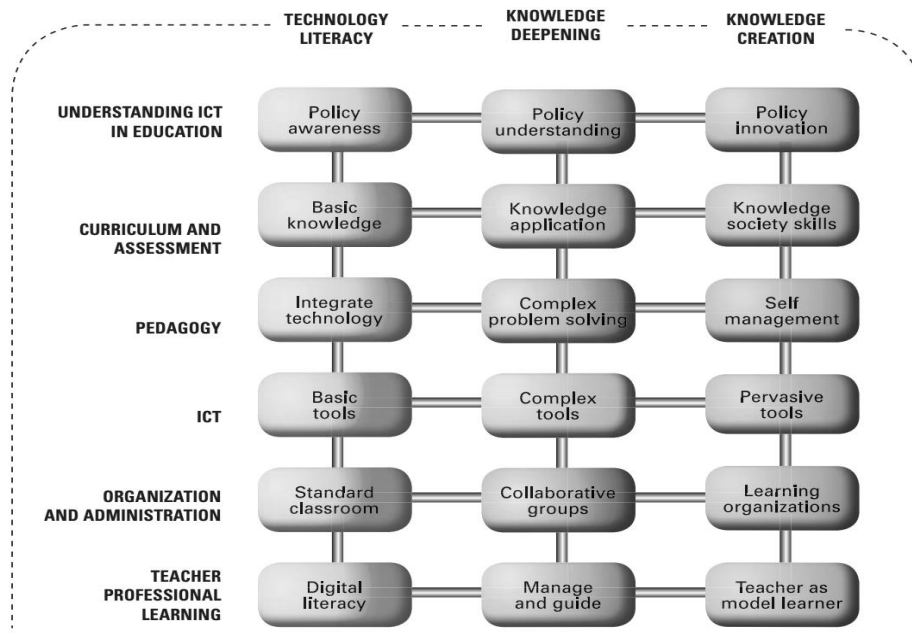 TECHNOLOGY
LITERACY
KNOWLEDGE
DEEPENING
KNOWLEDGE
CREATION
UNDERSTANDING ICT
IN EDUCATION
Policy
awareness
Policy
understanding
Policy
innovation
CURRICULUM AND
ASSESSMENT
Basic
knowledge
Knowledge
application
Knowledge
society skills
PEDAGOGY
Integrate
technology
Complex
problem solving
Self
management
ICT
Basic
tools
Complex
tools
Pervasive
tools
ORGANIZATION
AND ADMINISTRATION
Standard
classroom
Collaborative
groups
Learning
organizations
TEACHER
PROFESSIONAL
LEARNING
Digital
literacy
Manage
and guide
Teacher as
model learner